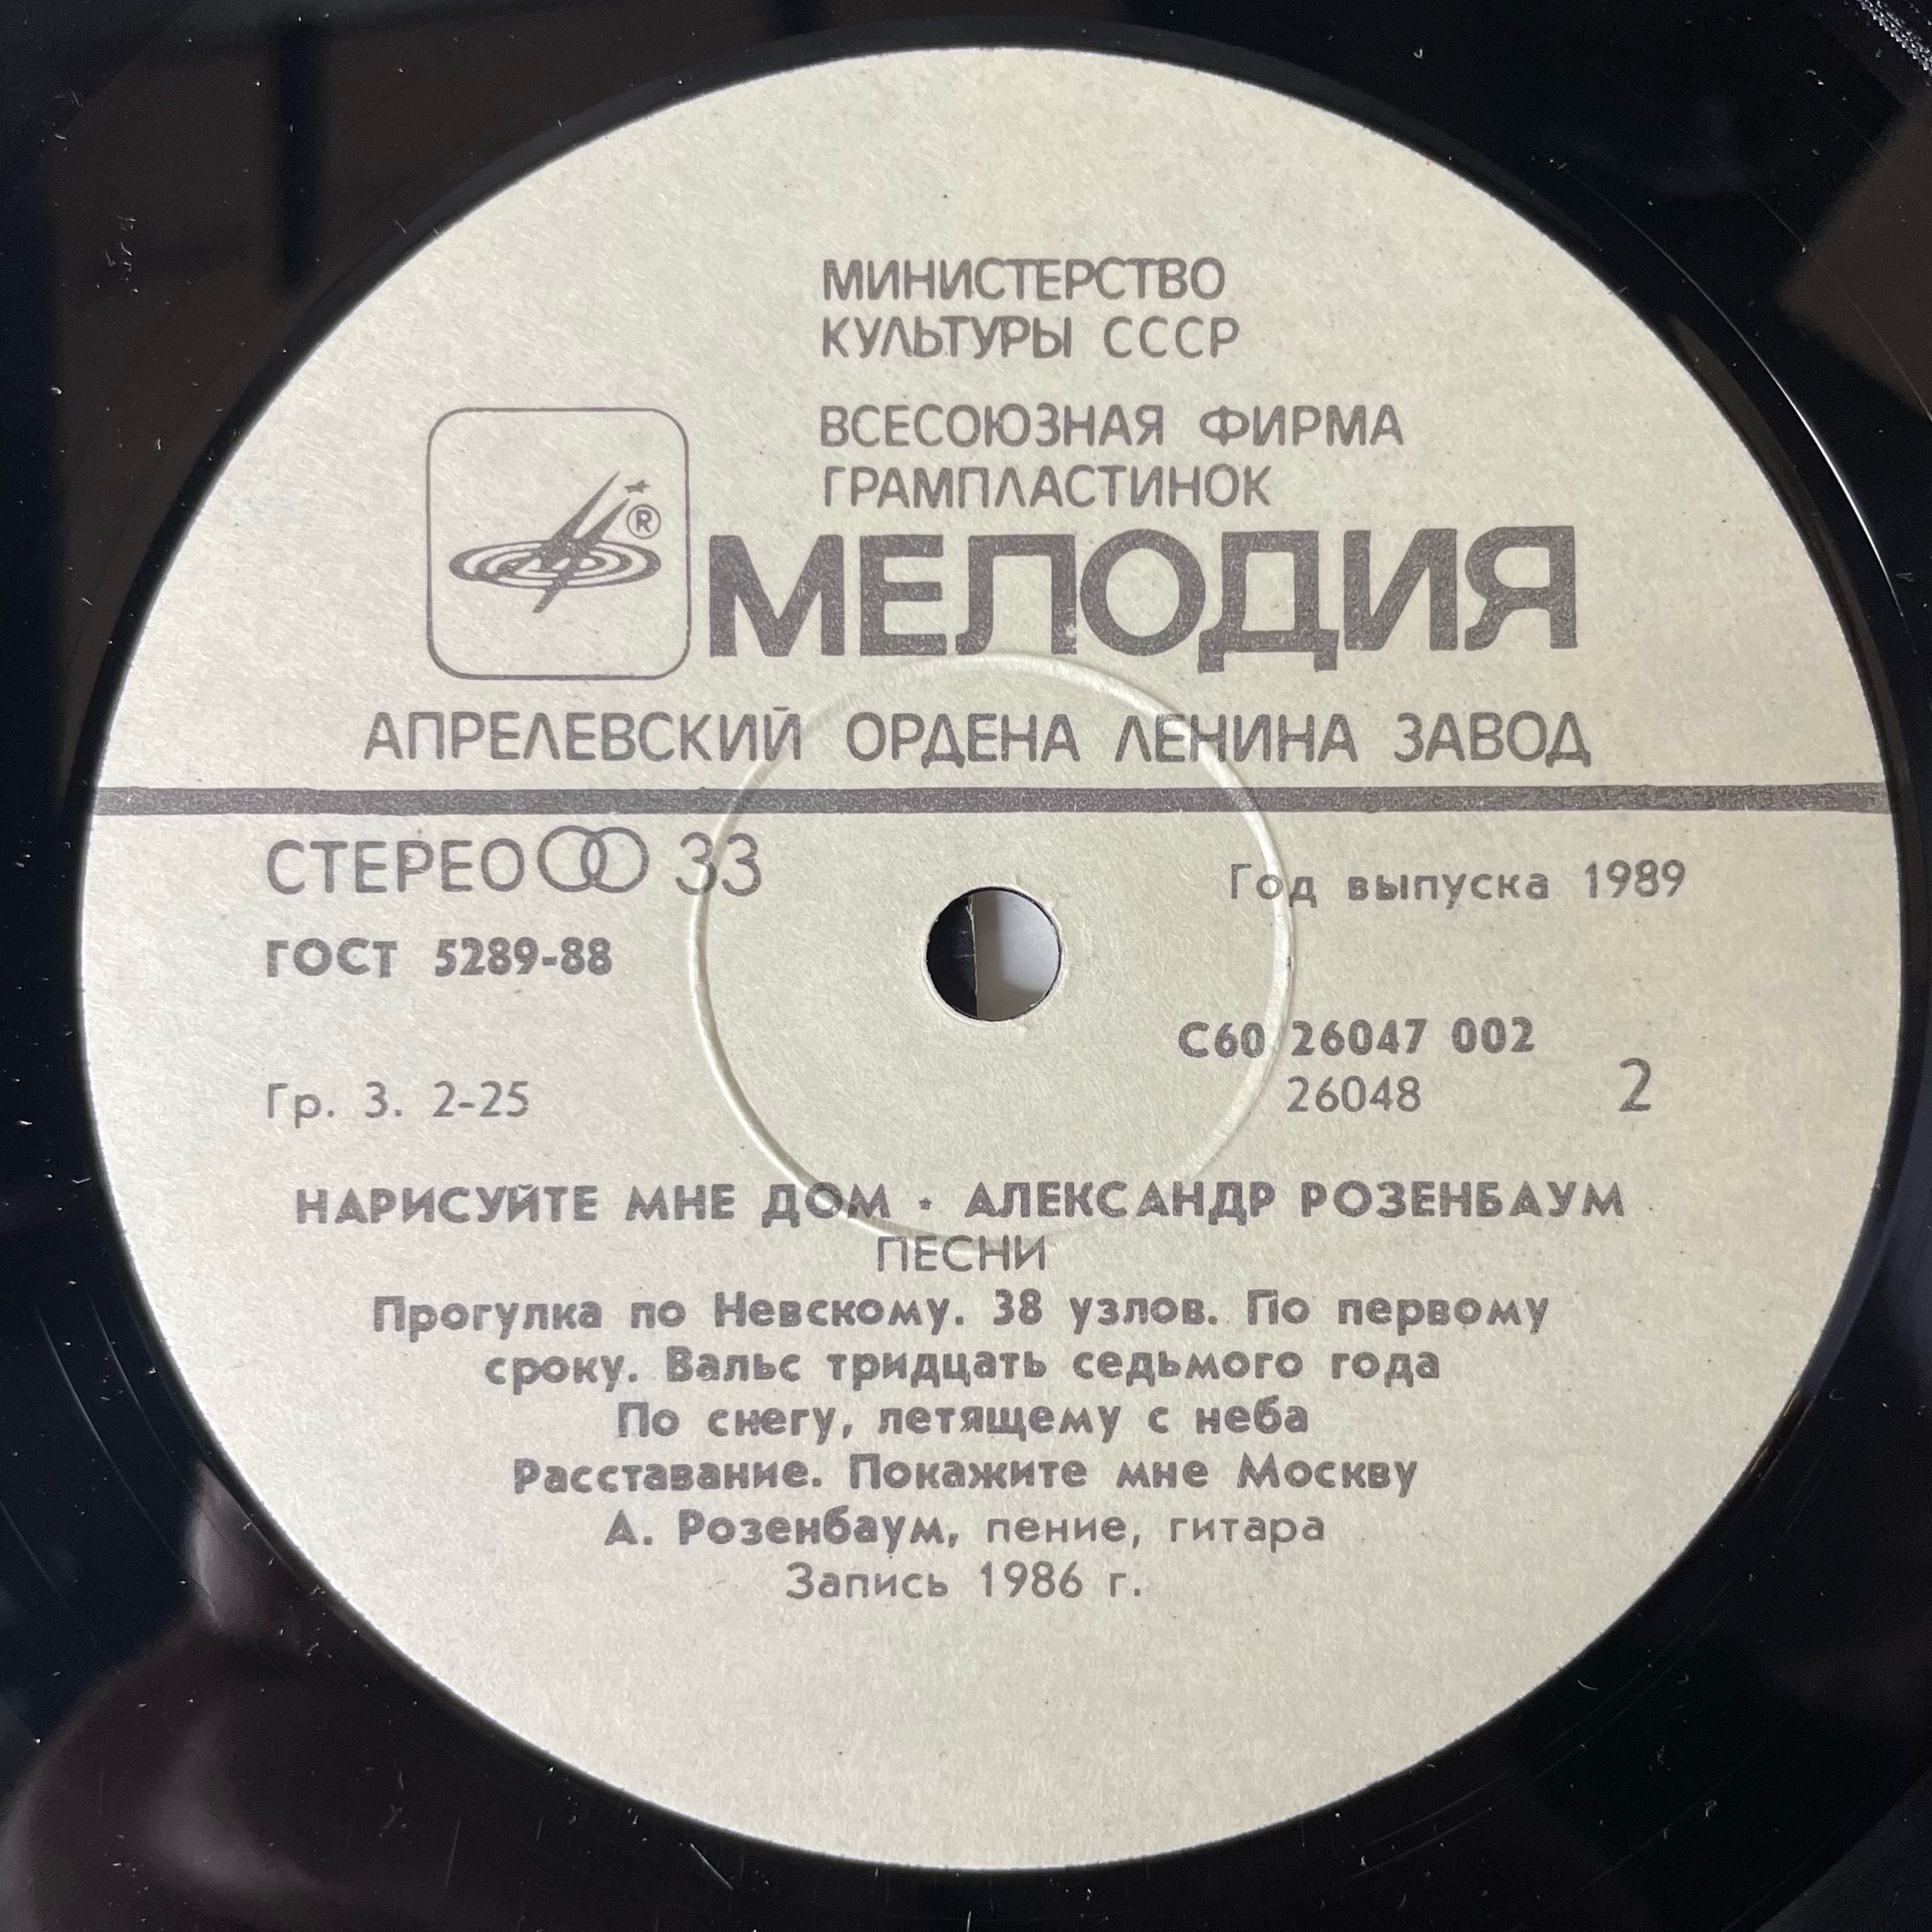 МИНИСТЕРСТВО
КУЛЬТУРЫ СССР
ВСЕСОЮЗНАЯ ФИРМА
ГРАМПЛАСТИНОК
®
МЕЛОДИЯ
АПРЕЛЕВСКИЙ ОРДЕНА ЛЕНИНА ЗАВОД
СТЕРЕО 33
Год выпуска 1989
ГОСТ 5289-88
С60 26047 002
Гр. 3. 2-25
26048 2
НАРИСУЙТЕ МНЕ ДОМ · АЛЕКСАНДР РОЗЕНБАУМ
ПЕСНИ
Прогулка по Невскому. 38 узлов. По первому
сроку. Вальс тридцать седьмого года
По снегу, летящему с неба
Расставание. Покажите мне Москву
А. Розенбаум, пение, гитара
Запись 1986 г.